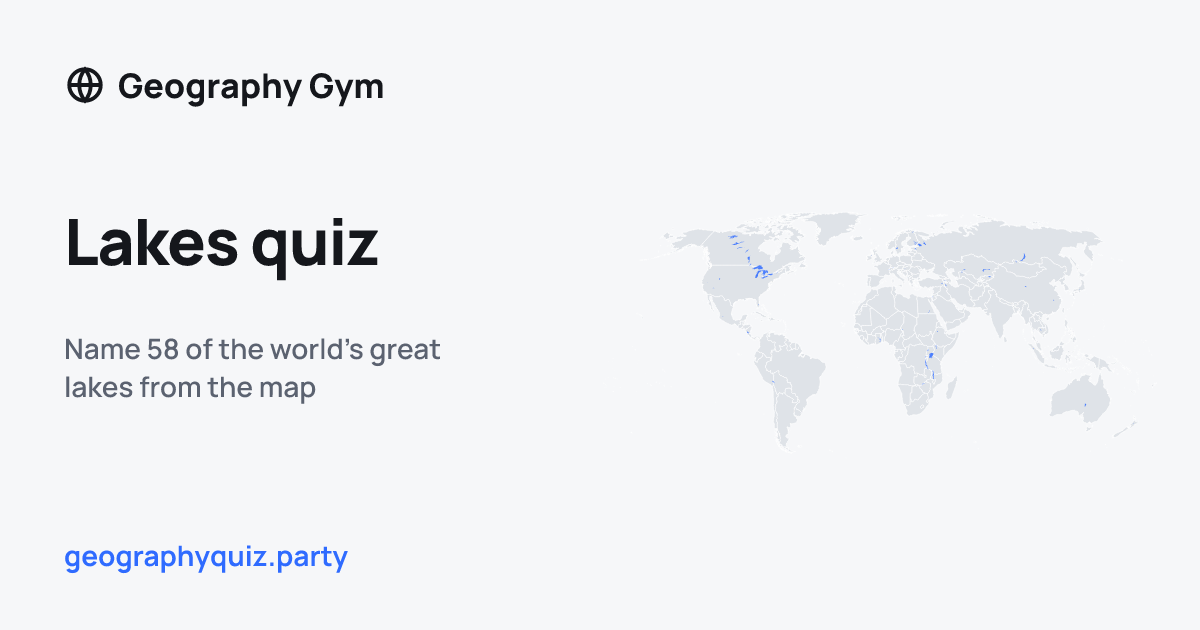 Geography Gym
Lakes quiz
Name 58 of the world's great
lakes from the map
geographyquiz.party